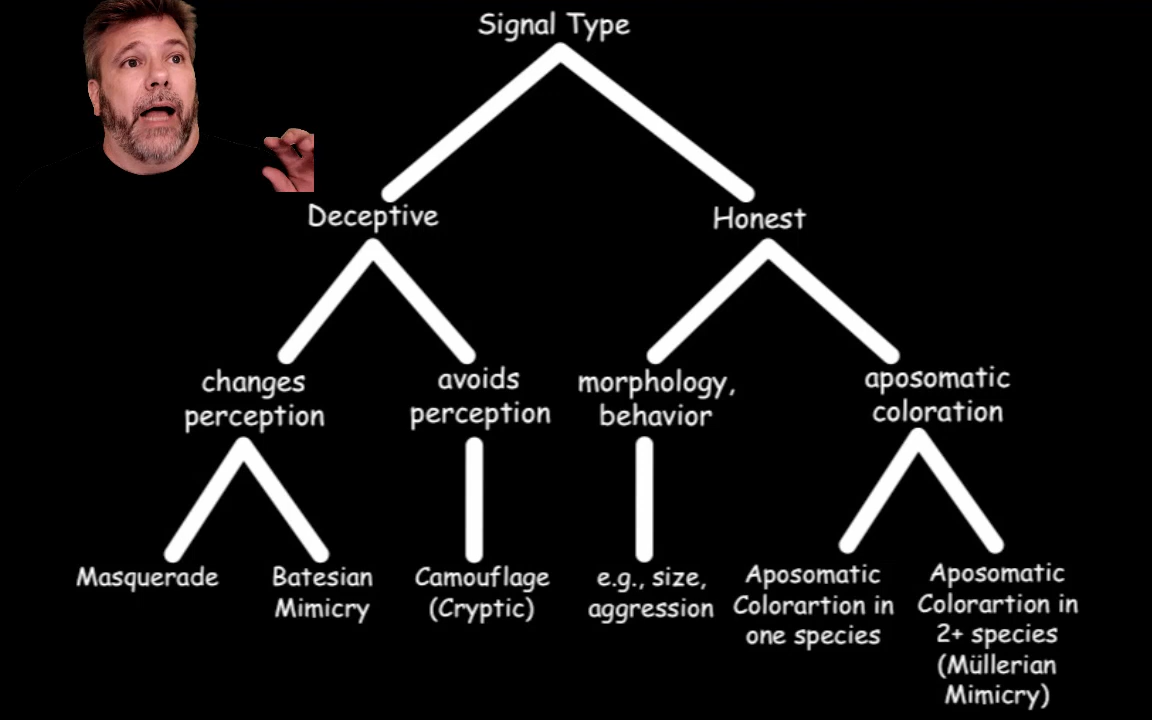 Signal Type
Deceptive
Honest
changes
perception
avoids
perception
morphology,
behavior
aposomatic
coloration
Masquerade
Batesian
Mimicry
Camouflage
(Cryptic)
e.g., size,
aggression
Aposomatic
Colorartion in
one species
Aposomatic
Colorartion in
2+ species
(Müllerian
Mimicry)